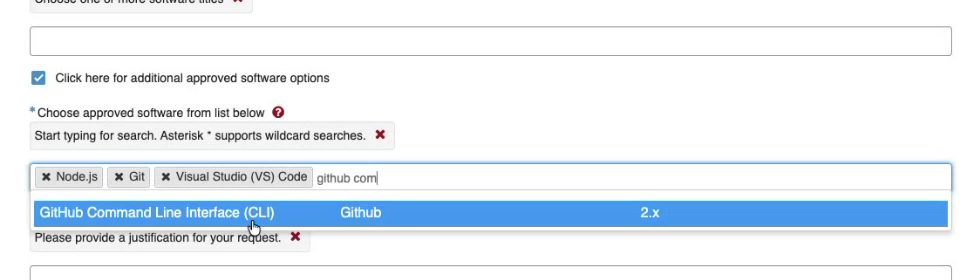 Choose one or more software titles ✖
Click here for additional approved software options
*Choose approved software from list below ?
Start typing for search. Asterisk * supports wildcard searches. ✖
✖ Node.js ✖ Git ✖ Visual Studio (VS) Code github com
GitHub Command Line Interface (CLI) Github 2.x
Please provide a justification for your request. ✖